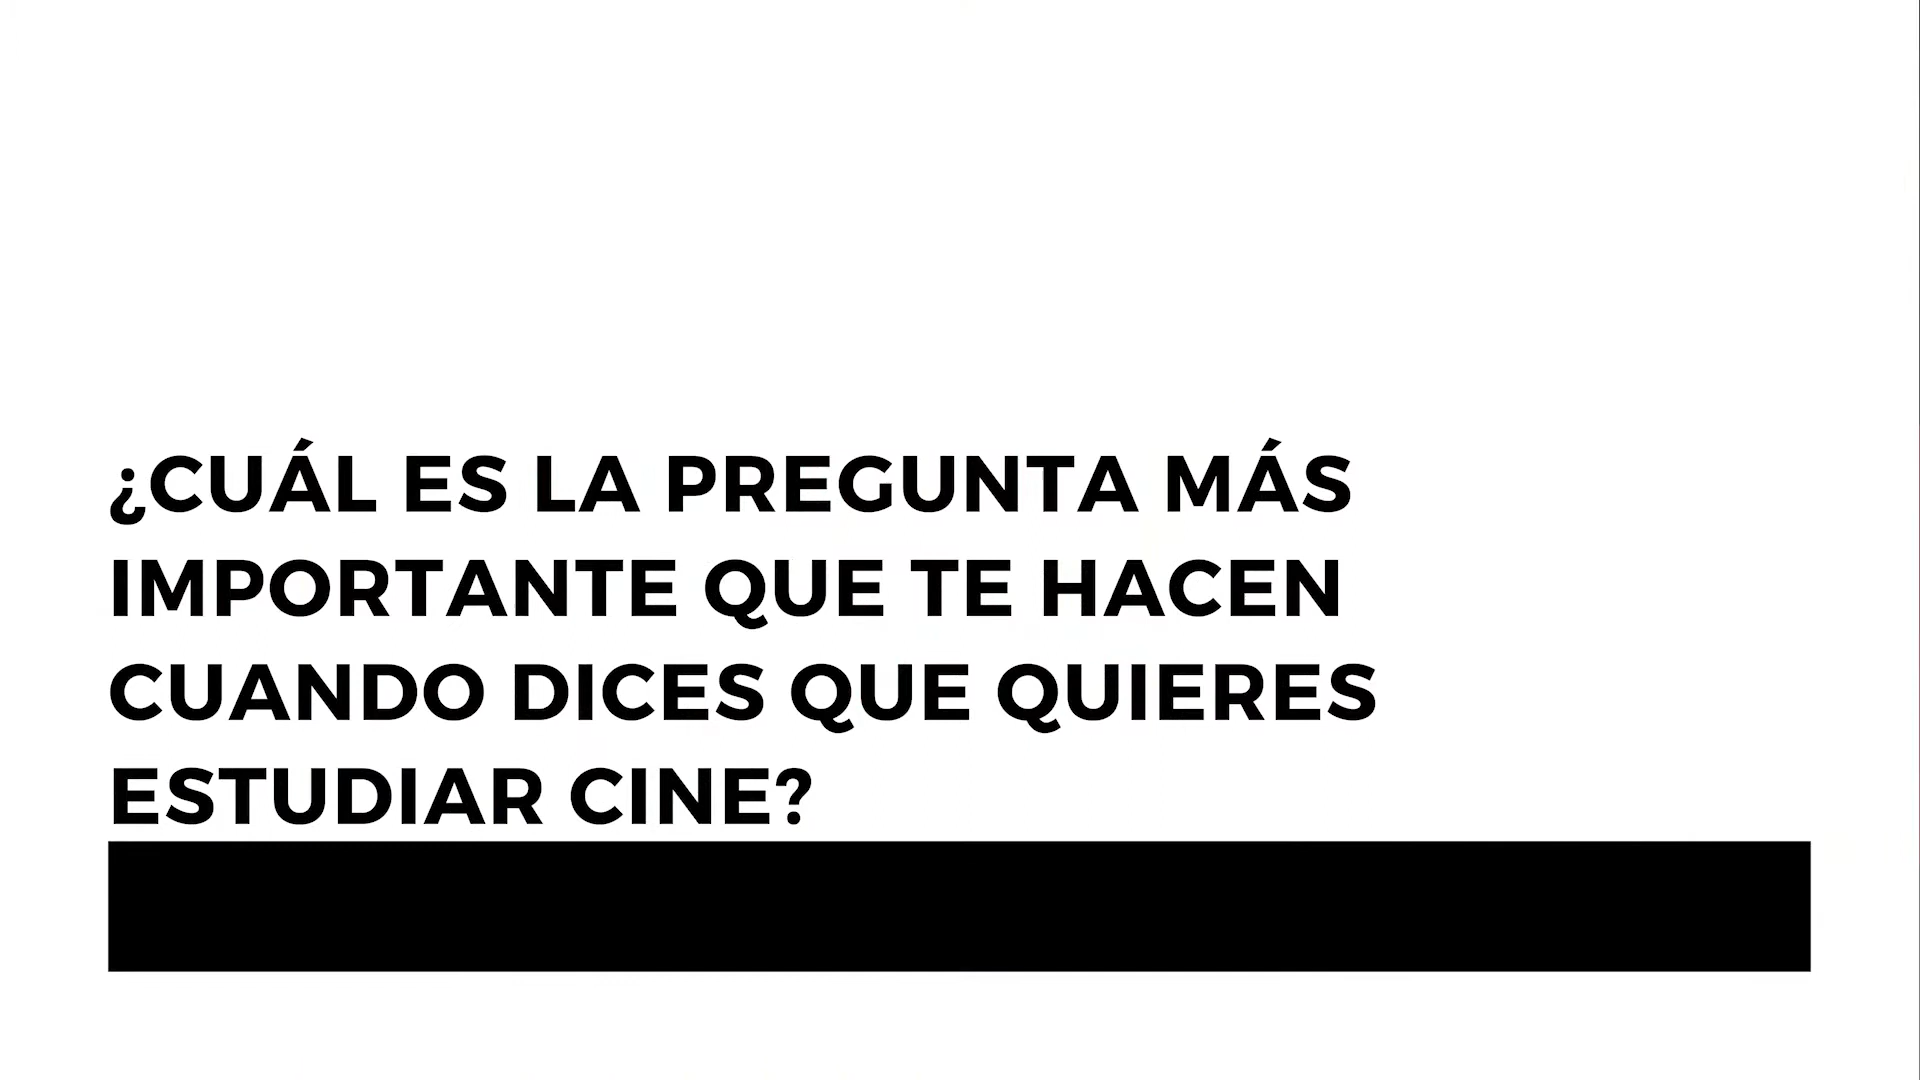 ¿CUÁL ES LA PREGUNTA MÁS
IMPORTANTE QUE TE HACEN
CUANDO DICES QUE QUIERES
ESTUDIAR CINE?